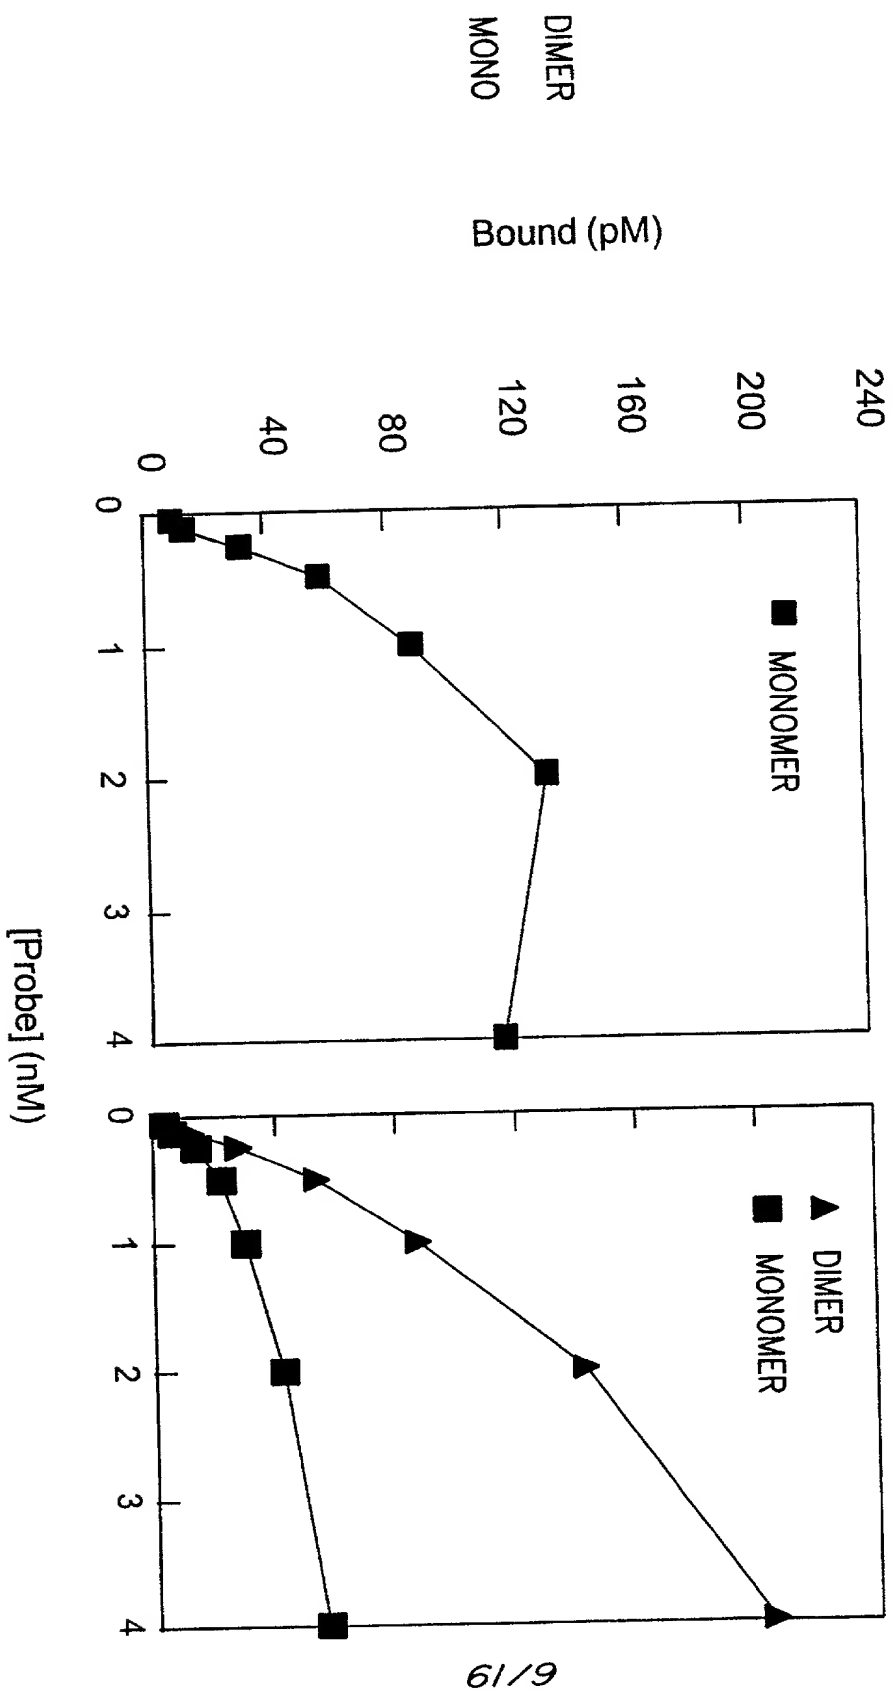 6/19
DIMER
MONO
Bound (pM)
240
200
160
120
80
40
0
MONOMER
0 1 2 3 4
DIMER
MONOMER
0 1 2 3 4
[Probe] (nM)